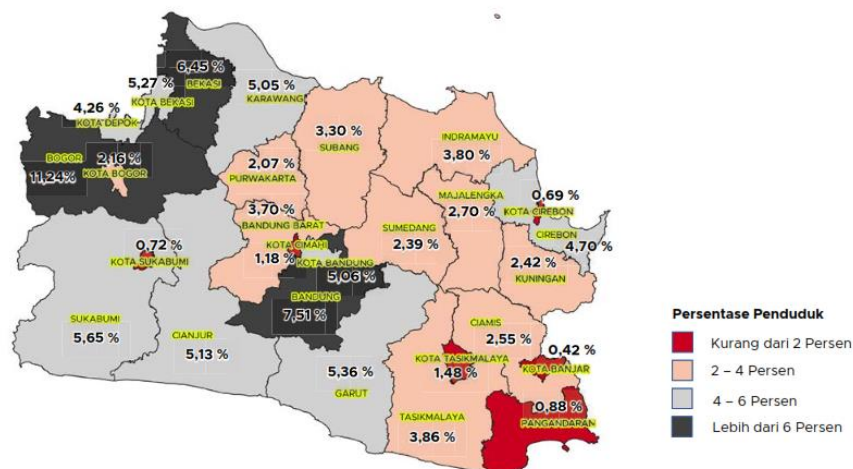 6,45 %
BEKASI
5,27 %
KOTA BEKASI
5,05 %
KARAWANG
4,26 %
KOTA DEPOK
BOGOR
11,24%
2,16 %
KOTA BOGOR
3,30 %
SUBANG
INDRAMAYU
3,80 %
2,07 %
PURWAKARTA
MAJALENGKA
2,70 %
0,69 %
KOTA CIREBON
CIREBON
4,70 %
3,70 %
BANDUNG BARAT
SUMEDANG
2,39 %
KOTA CIMAHI
1,18 %
KOTA BANDUNG
5,06 %
0,72 %
KOTA SUKABUMI
2,42 %
KUNINGAN
BANDUNG
7,51 %
SUKABUMI
5,65 %
CIANJUR
5,13 %
CIAMIS
2,55 %
0,42 %
KOTA BANJAR
KOTA TASIKMALAYA
1,48 %
5,36 %
GARUT
0,88 %
PANGANDARAN
TASIKMALAYA
3,86 %
Persentase Penduduk
Kurang dari 2 Persen
2 – 4 Persen
4 – 6 Persen
Lebih dari 6 Persen